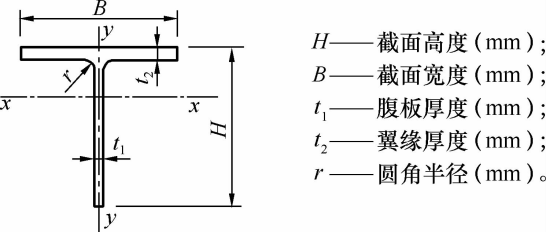 B
y
r
t₂
x
x
H
t₁
y
H——截面高度(mm);
B——截面宽度(mm);
t₁——腹板厚度(mm);
t₂——翼缘厚度(mm);
r——圆角半径(mm)。